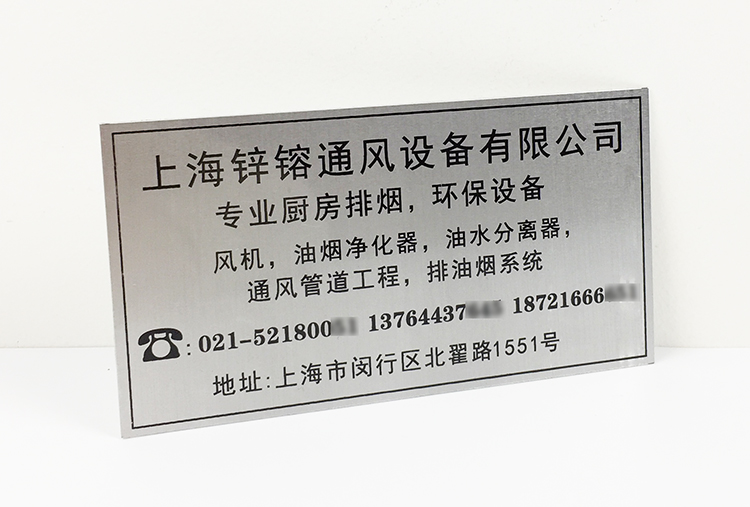 上海锌镕通风设备有限公司
专业厨房排烟，环保设备
风机，油烟净化器，油水分离器，
通风管道工程，排油烟系统
☎: 021-521800 13764437 18721666
地址:上海市闵行区北翟路1551号